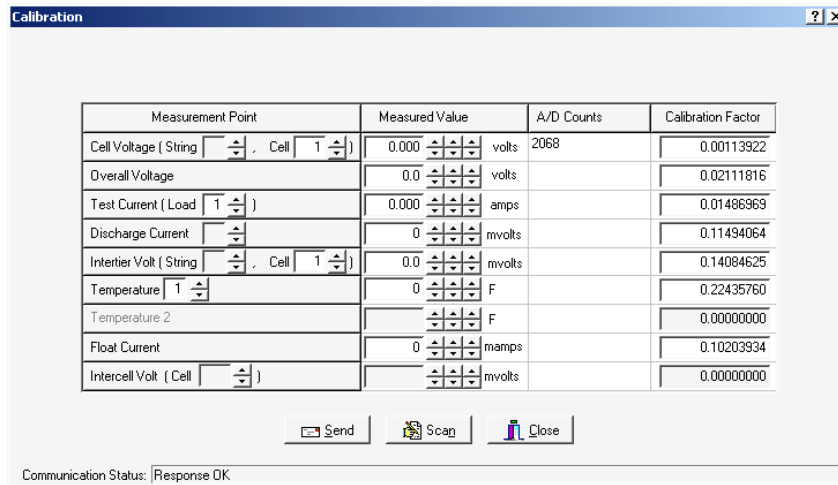 Calibration
Measurement Point Measured Value A/D Counts Calibration Factor
Cell Voltage ( String , Cell 1 ) 0.000 volts 2068 0.00113922
Overall Voltage 0.0 volts 0.02111816
Test Current ( Load 1 ) 0.000 amps 0.01486969
Discharge Current 0 mvolts 0.11494064
Intertier Volt ( String , Cell 1 ) 0.0 mvolts 0.14084625
Temperature 1 0 F 0.22435760
Temperature 2 F 0.00000000
Float Current 0 mamps 0.10203934
Intercell Volt ( Cell ) mvolts 0.00000000
Send Scan Close
Communication Status: Response OK